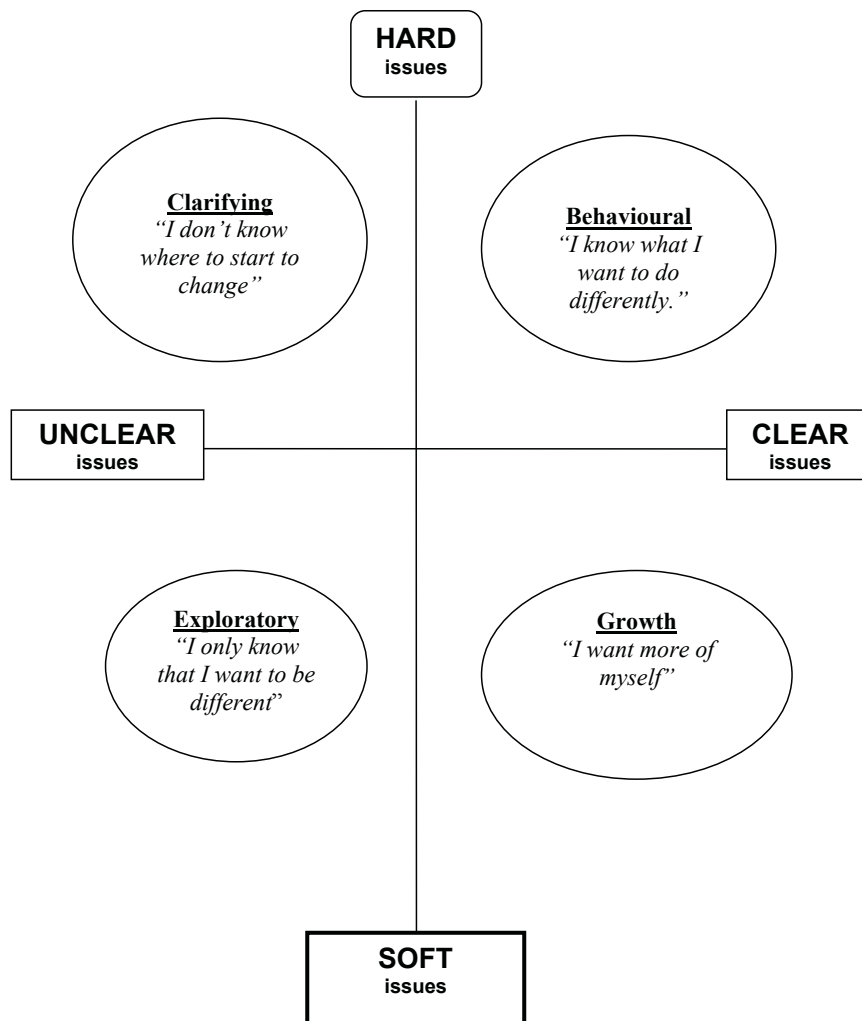 HARD
issues
Clarifying
“I don’t know
where to start to
change”
Behavioural
“I know what I
want to do
differently.”
UNCLEAR
issues
CLEAR
issues
Exploratory
“I only know
that I want to be
different”
Growth
“I want more of
myself”
SOFT
issues